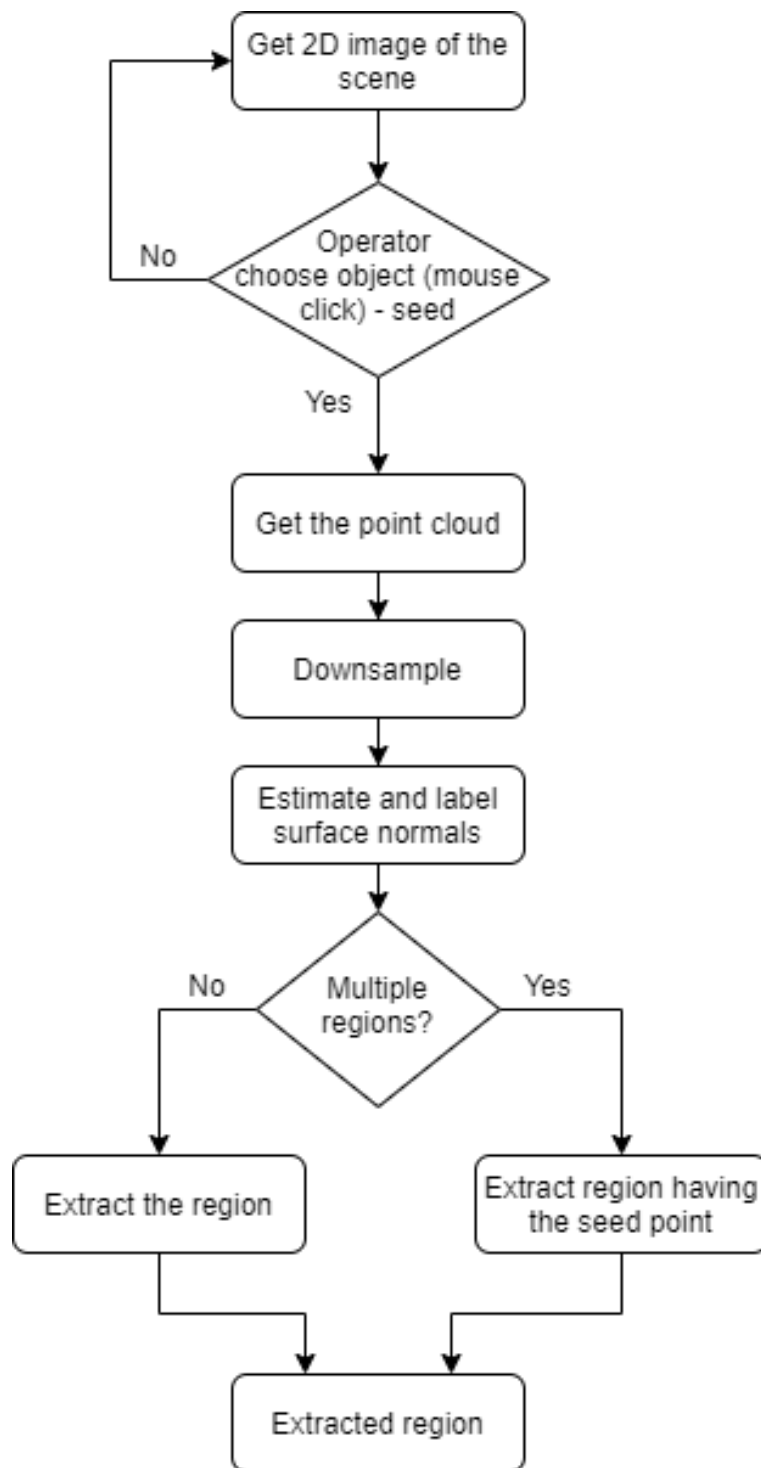 Get 2D image of the
scene
Operator
choose object (mouse
click) - seed
No
Yes
Get the point cloud
Downsample
Estimate and label
surface normals
Multiple
regions?
No
Yes
Extract the region
Extract region having
the seed point
Extracted region